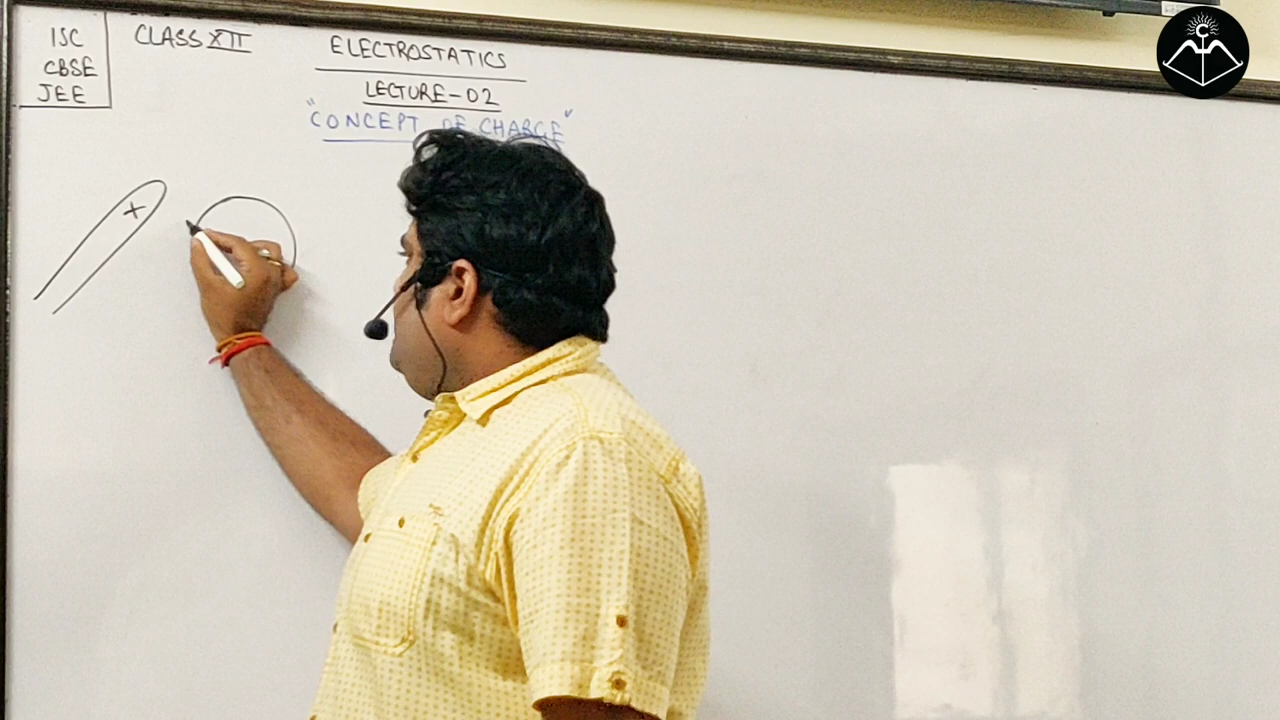 ISC
CBSE
JEE
CLASS XII
ELECTROSTATICS
LECTURE-02
"CONCEPT OF CHARGE"
+
C